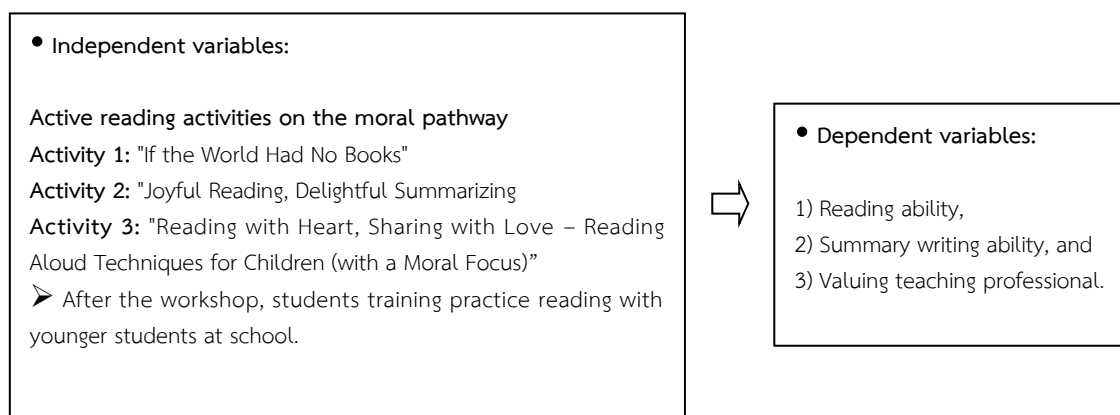 • Independent variables:
Active reading activities on the moral pathway
Activity 1: "If the World Had No Books"
Activity 2: "Joyful Reading, Delightful Summarizing
Activity 3: "Reading with Heart, Sharing with Love – Reading
Aloud Techniques for Children (with a Moral Focus)”
➢ After the workshop, students training practice reading with
younger students at school.
• Dependent variables:
1) Reading ability,
2) Summary writing ability, and
3) Valuing teaching professional.